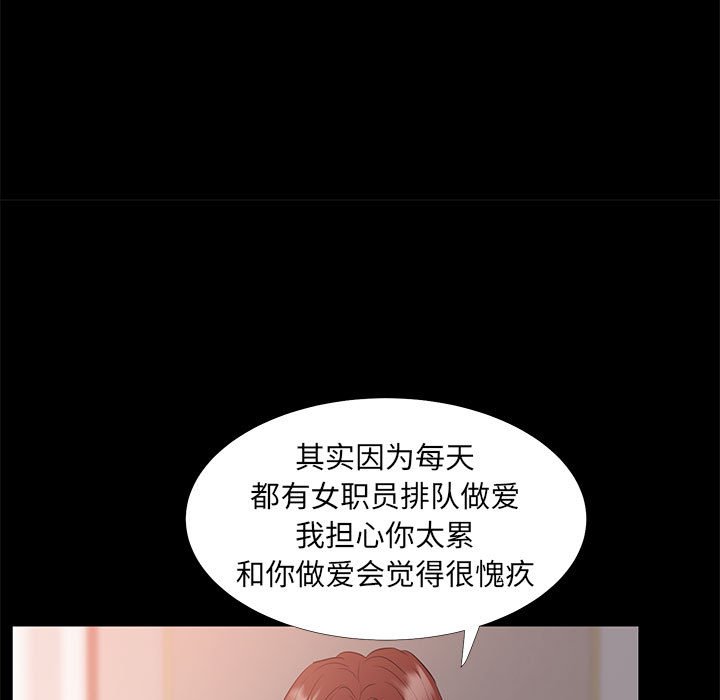 其实因为每天
都有女职员排队做爱
我担心你太累
和你做爱会觉得很愧疚